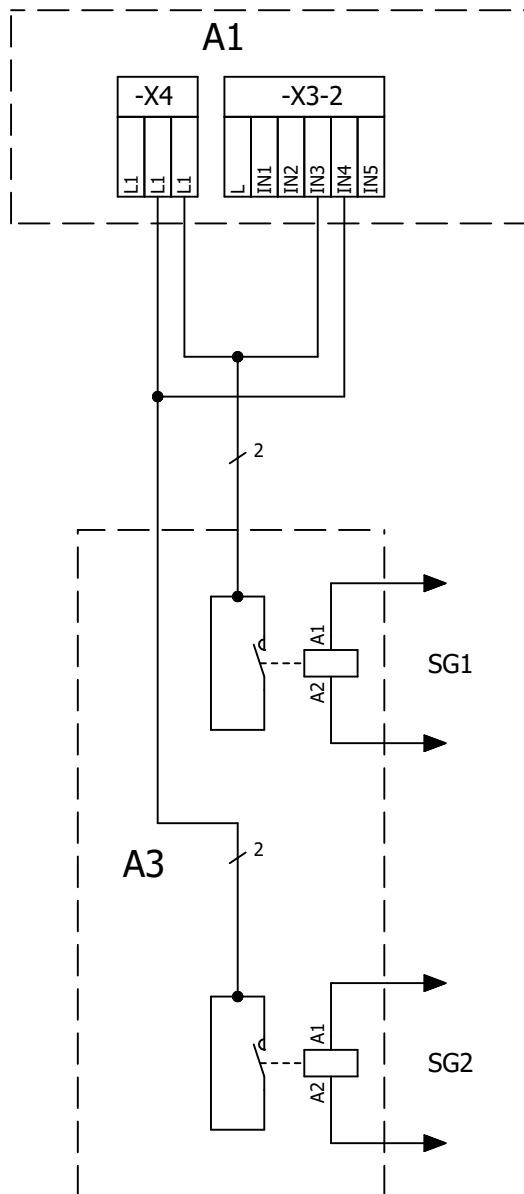 A1
-X4 -X3-2
L1 L1 L1 L IN1 IN2 IN3 IN4 IN5
2
A1
SG1
A2
2
A3
A1
SG2
A2